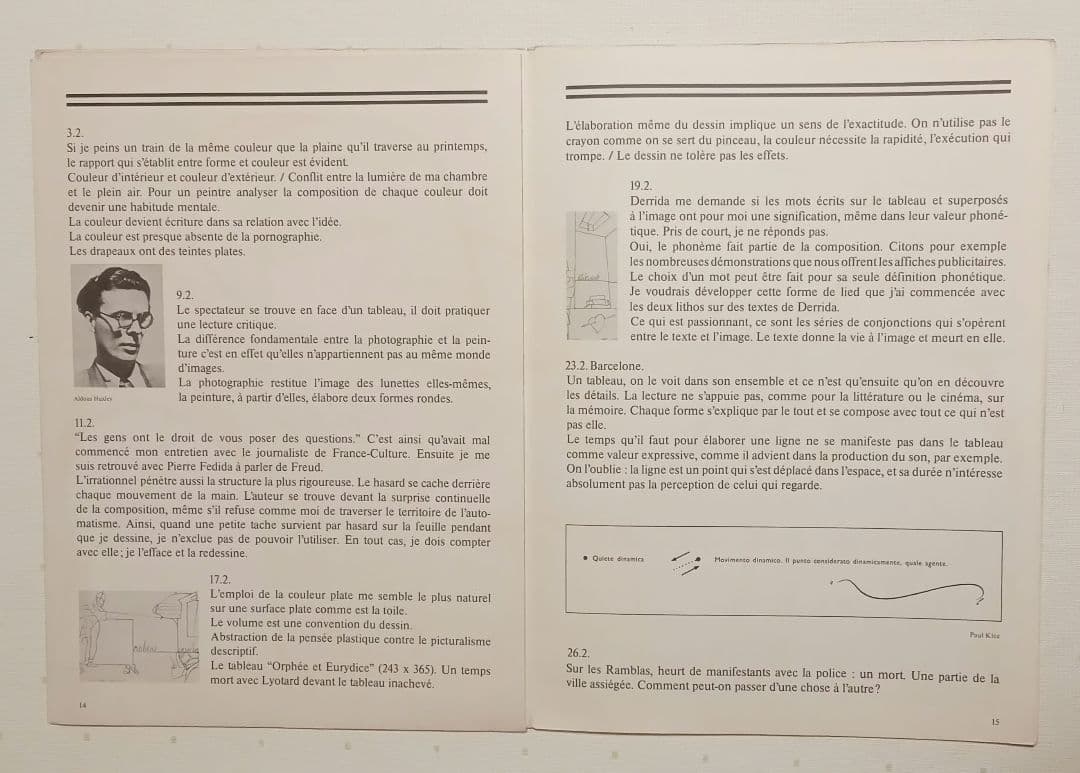 3.2.
Si je peins un train de la même couleur que la plaine qu'il traverse au printemps,
le rapport qui s'établit entre forme et couleur est évident.
Couleur d'intérieur et couleur d'extérieur. / Conflit entre la lumière de ma chambre
et le plein air. Pour un peintre analyser la composition de chaque couleur doit
devenir une habitude mentale.
La couleur devient écriture dans sa relation avec l'idée.
La couleur est presque absente de la pornographie.
Les drapeaux ont des teintes plates.
9.2.
Le spectateur se trouve en face d'un tableau, il doit pratiquer
une lecture critique.
La différence fondamentale entre la photographie et la pein-
ture c'est en effet qu'elles n'appartiennent pas au même monde
d'images.
La photographie restitue l'image des lunettes elles-mêmes,
la peinture, à partir d'elles, élabore deux formes rondes.
Aldous Huxley
11.2.
“Les gens ont le droit de vous poser des questions.” C'est ainsi qu'avait mal
commencé mon entretien avec le journaliste de France-Culture. Ensuite je me
suis retrouvé avec Pierre Fedida à parler de Freud.
L'irrationnel pénètre aussi la structure la plus rigoureuse. Le hasard se cache derrière
chaque mouvement de la main. L'auteur se trouve devant la surprise continuelle
de la composition, même s'il refuse comme moi de traverser le territoire de l'auto-
matisme. Ainsi, quand une petite tache survient par hasard sur la feuille pendant
que je dessine, je n'exclue pas de pouvoir l'utiliser. En tout cas, je dois compter
avec elle; je l'efface et la redessine.
17.2.
L'emploi de la couleur plate me semble le plus naturel
sur une surface plate comme est la toile.
Le volume est une convention du dessin.
Abstraction de la pensée plastique contre le picturalisme
descriptif.
Le tableau “Orphée et Eurydice” (243 x 365). Un temps
mort avec Lyotard devant le tableau inachevé.
14
L'élaboration même du dessin implique un sens de l'exactitude. On n'utilise pas le
crayon comme on se sert du pinceau, la couleur nécessite la rapidité, l'exécution qui
trompe. / Le dessin ne tolère pas les effets.
19.2.
Derrida me demande si les mots écrits sur le tableau et superposés
à l'image ont pour moi une signification, même dans leur valeur phoné-
tique. Pris de court, je ne réponds pas.
Oui, le phonème fait partie de la composition. Citons pour exemple
les nombreuses démonstrations que nous offrent les affiches publicitaires.
Le choix d'un mot peut être fait pour sa seule définition phonétique.
Je voudrais développer cette forme de lied que j'ai commencée avec
les deux lithos sur des textes de Derrida.
Ce qui est passionnant, ce sont les séries de conjonctions qui s'opèrent
entre le texte et l'image. Le texte donne la vie à l'image et meurt en elle.
23.2. Barcelone.
Un tableau, on le voit dans son ensemble et ce n'est qu'ensuite qu'on en découvre
les détails. La lecture ne s'appuie pas, comme pour la littérature ou le cinéma, sur
la mémoire. Chaque forme s'explique par le tout et se compose avec tout ce qui n'est
pas elle.
Le temps qu'il faut pour élaborer une ligne ne se manifeste pas dans le tableau
comme valeur expressive, comme il advient dans la production du son, par exemple.
On l'oublie : la ligne est un point qui s'est déplacé dans l'espace, et sa durée n'intéresse
absolument pas la perception de celui qui regarde.
Quiete dinamica
Movimento dinamico. Il punto considerato dinamicamente, quale agente.
Paul Klee
26.2.
Sur les Ramblas, heurt de manifestants avec la police : un mort. Une partie de la
ville assiégée. Comment peut-on passer d'une chose à l'autre ?
15